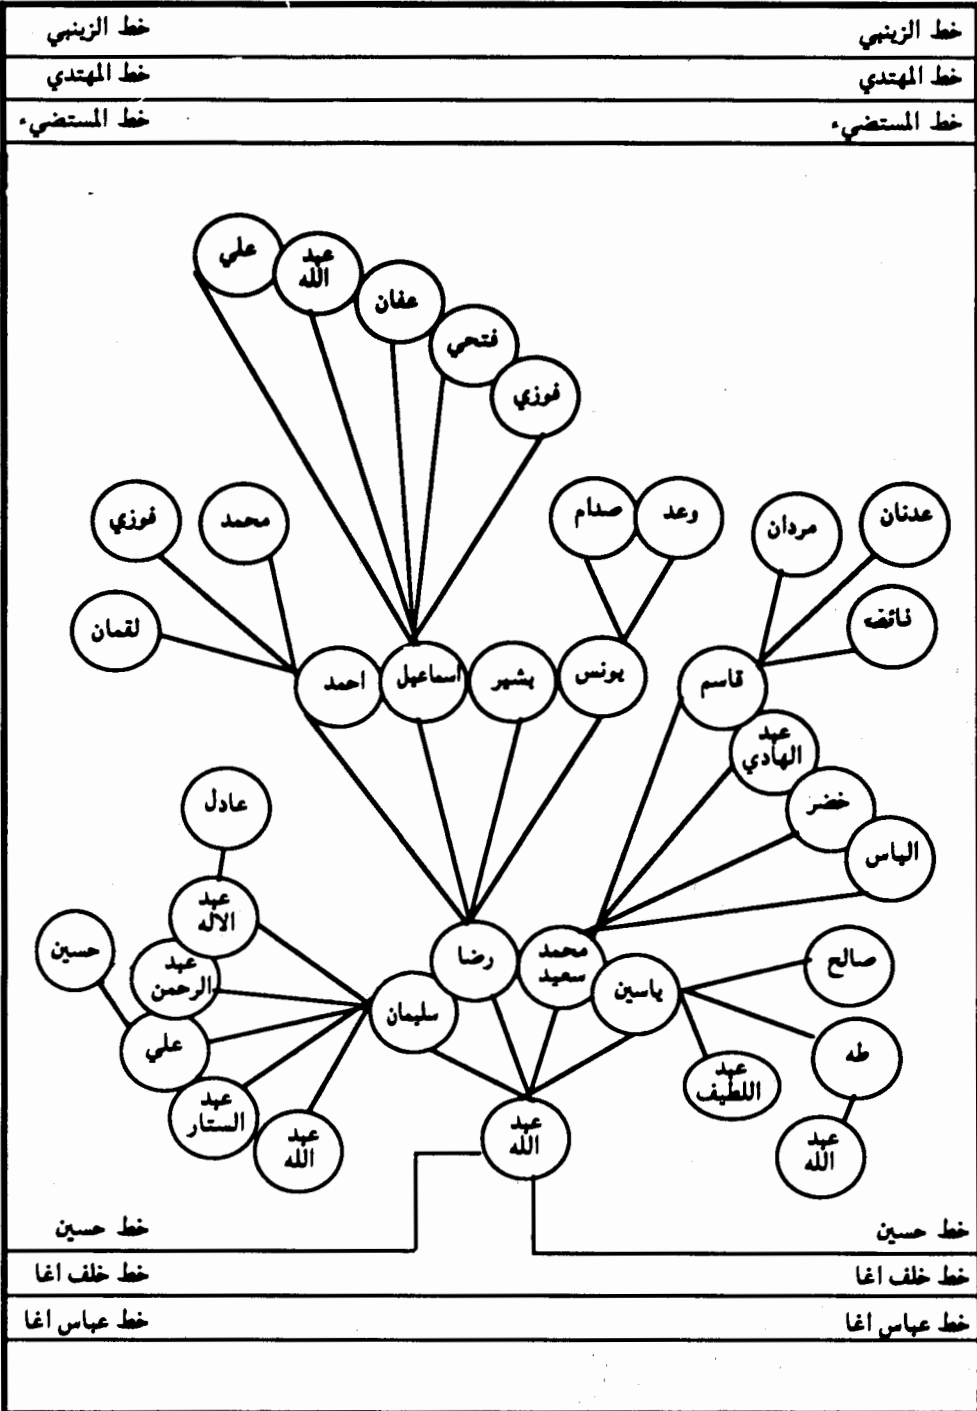 خط الزينبي
خط الزينبي
خط المهتدي
خط المهتدي
خط المستضيء
خط المستضيء
علي
عبد
الله
عفان
فتحي
فوزي
عدنان
مردان
وعد
صدام
محمد
فوزي
نائضه
لقمان
قاسم
يونس
بشير
اسماعيل
احمد
عبد
الهادي
خضر
الياس
عادل
عبد
الاله
صالح
ياسين
محمد
سعيد
رضا
سليمان
عبد
الرحمن
حسين
علي
طه
عبد
اللطيف
عبد
الستار
عبد
الله
عبد
الله
عبد
الله
خط حسين
خط حسين
خط خلف اغا
خط خلف اغا
خط عباس اغا
خط عباس اغا